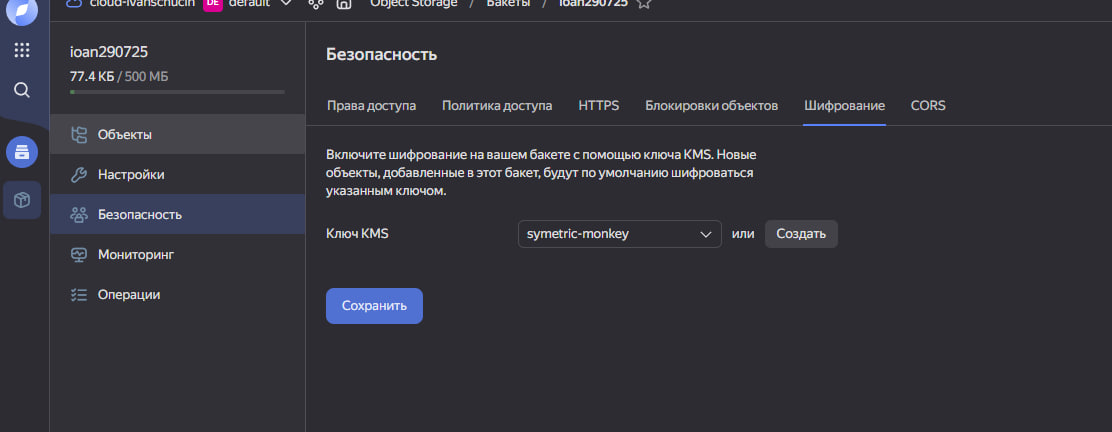 cloud-ivanschucin DE default Object Storage / Бакеты / ioan290725
ioan290725
77.4 КБ / 500 МБ
Объекты
Настройки
Безопасность
Мониторинг
Операции
Безопасность
Права доступа Политика доступа HTTPS Блокировки объектов Шифрование CORS
Включите шифрование на вашем бакете с помощью ключа KMS. Новые
объекты, добавленные в этот бакет, будут по умолчанию шифроваться
указанным ключом.
Ключ KMS symetric-monkey или Создать
Сохранить